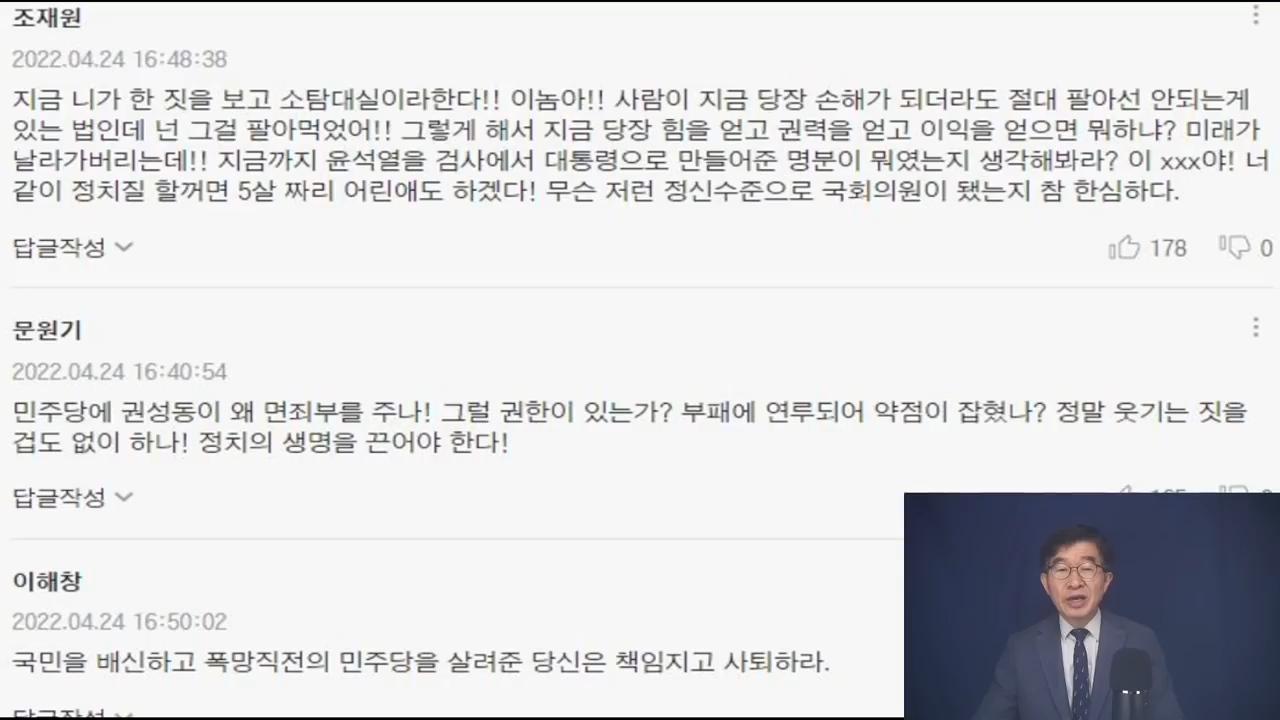 조재원
2022.04.24 16:48:38
지금 니가 한 짓을 보고 소탐대실이라한다!! 이놈아!! 사람이 지금 당장 손해가 되더라도 절대 팔아선 안되는게
있는 법인데 넌 그걸 팔아먹었어!! 그렇게 해서 지금 당장 힘을 얻고 권력을 얻고 이익을 얻으면 뭐하냐? 미래가
날라가버리는데!! 지금까지 윤석열을 검사에서 대통령으로 만들어준 명분이 뭐였는지 생각해봐라? 이 xxx야! 너
같이 정치질 할꺼면 5살 짜리 어린애도 하겠다! 무슨 저런 정신수준으로 국회의원이 됐는지 참 한심하다.
답글작성
178
0
문원기
2022.04.24 16:40:54
민주당에 권성동이 왜 면죄부를 주나! 그럴 권한이 있는가? 부패에 연루되어 약점이 잡혔나? 정말 웃기는 짓을
겁도 없이 하나! 정치의 생명을 끈어야 한다!
답글작성
이해창
2022.04.24 16:50:02
국민을 배신하고 폭망직전의 민주당을 살려준 당신은 책임지고 사퇴하라.
답글작성